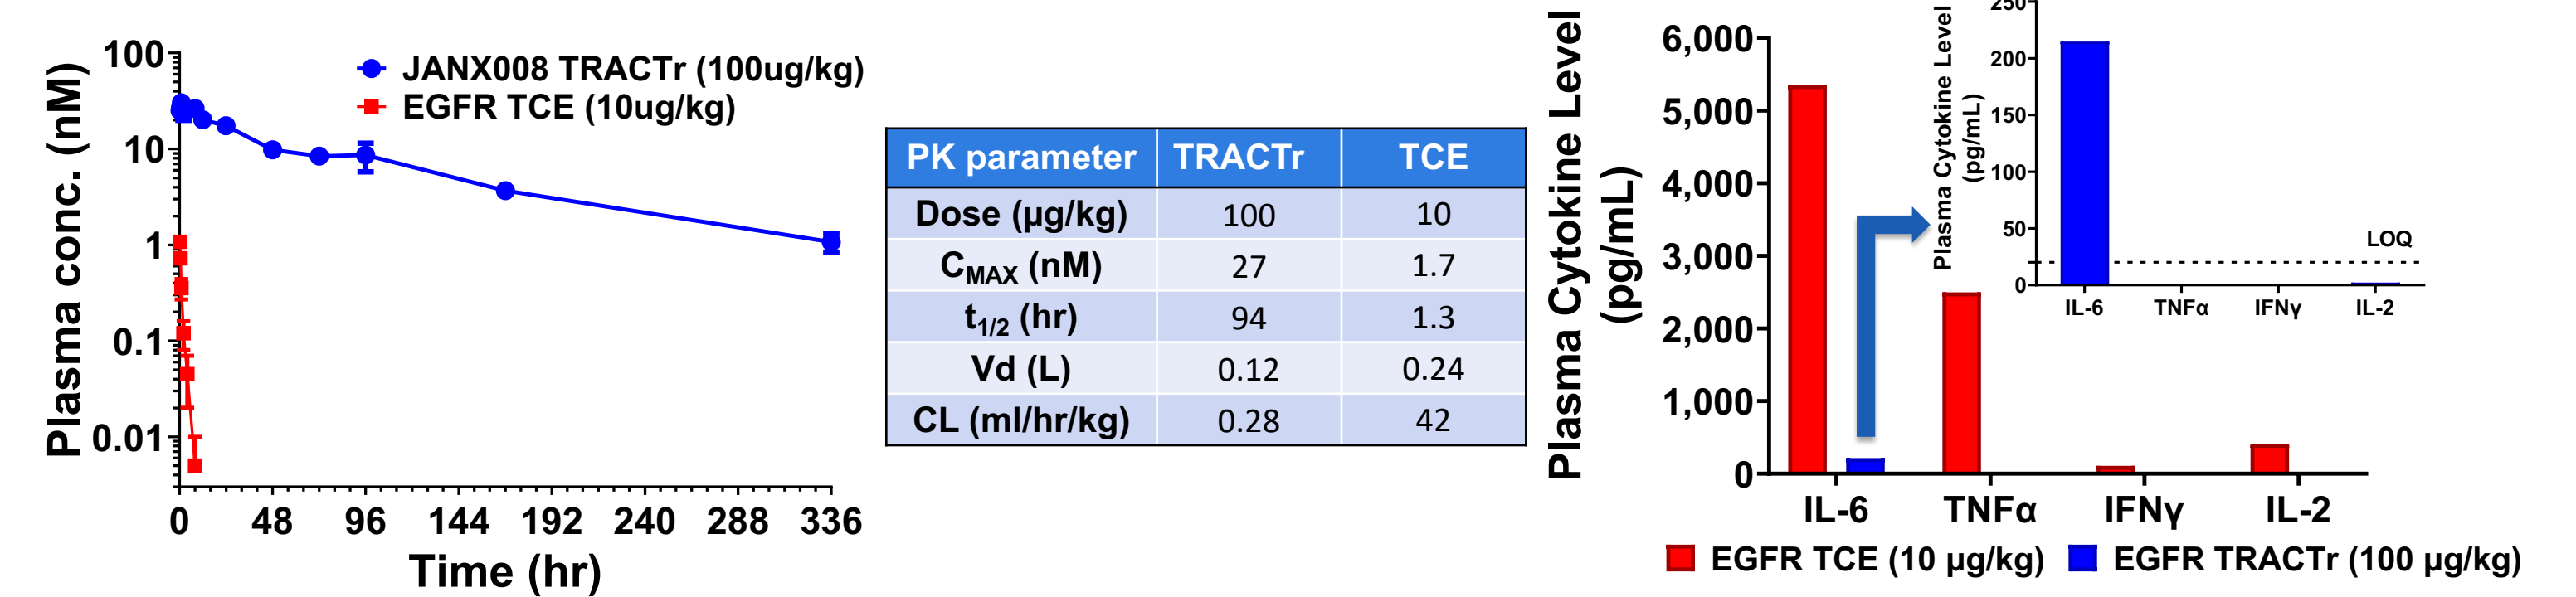 JANX008 TRACTr (100ug/kg)
EGFR TCE (10ug/kg)
Plasma conc. (nM)
100
10
1
0.1
0.01
0 48 96 144 192 240 288 336
Time (hr)
PK parameter TRACTr TCE
Dose (µg/kg) 100 10
CMAX (nM) 27 1.7
t1/2 (hr) 94 1.3
Vd (L) 0.12 0.24
CL (ml/hr/kg) 0.28 42
Plasma Cytokine Level
(pg/mL)
6,000
5,000
4,000
3,000
2,000
1,000
0
IL-6 TNFα IFNγ IL-2
Plasma Cytokine Level
(pg/mL)
250
200
150
100
50
0
LOQ
IL-6 TNFα IFNγ IL-2
EGFR TCE (10 µg/kg) EGFR TRACTr (100 µg/kg)